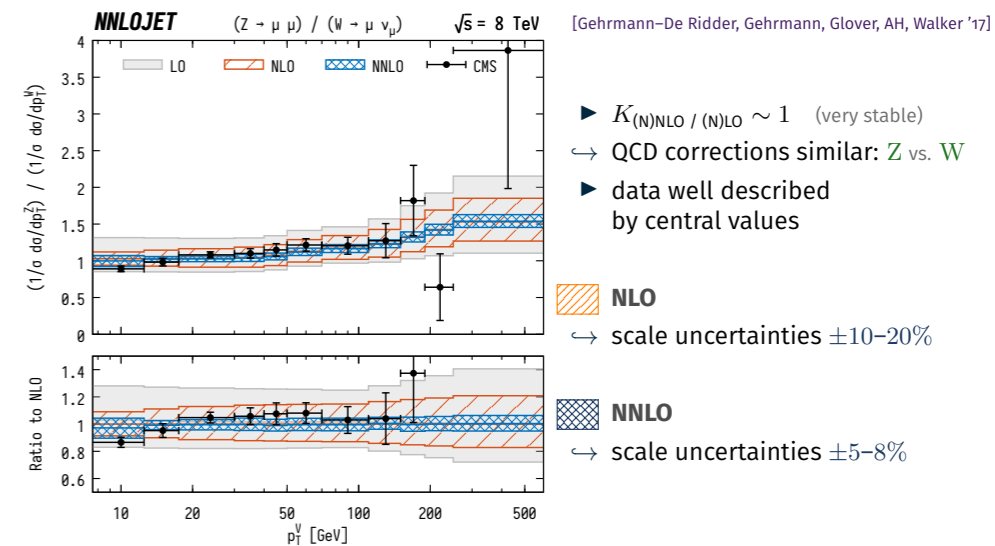 NNLOJET (Z → μ μ) / (W → μ ν_μ) √s = 8 TeV
[Gehrmann–De Ridder, Gehrmann, Glover, AH, Walker '17]
LO NLO NNLO CMS
(1/σ dσ/dp_T^Z) / (1/σ dσ/dp_T^W)
4
3.5
3
2.5
2
1.5
1
0.5
0
Ratio to NLO
1.4
1.2
1.0
0.8
0.6
10 20 50 100 200 500
p_T^V [GeV]
► K_(N)NLO / (N)LO ∼ 1 (very stable)
↪ QCD corrections similar: Z vs. W
► data well described
by central values
NLO
↪ scale uncertainties ±10–20%
NNLO
↪ scale uncertainties ±5–8%